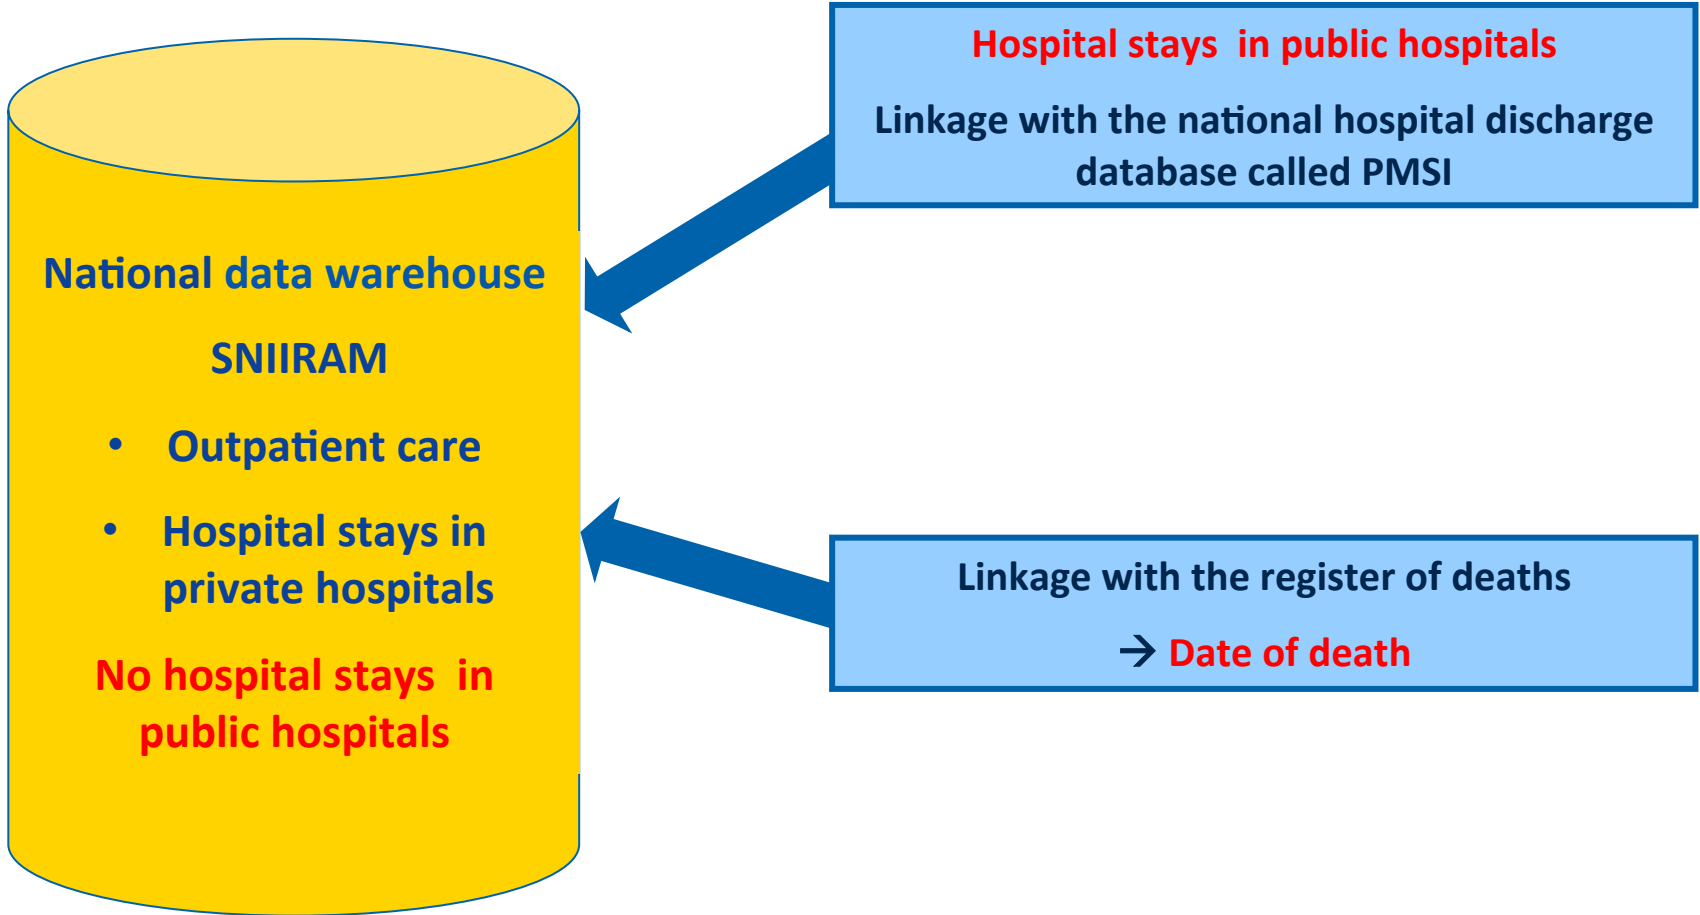 National data warehouse
SNIIRAM
• Outpatient care
• Hospital stays in
private hospitals
No hospital stays in
public hospitals
Hospital stays in public hospitals
Linkage with the national hospital discharge
database called PMSI
Linkage with the register of deaths
→ Date of death